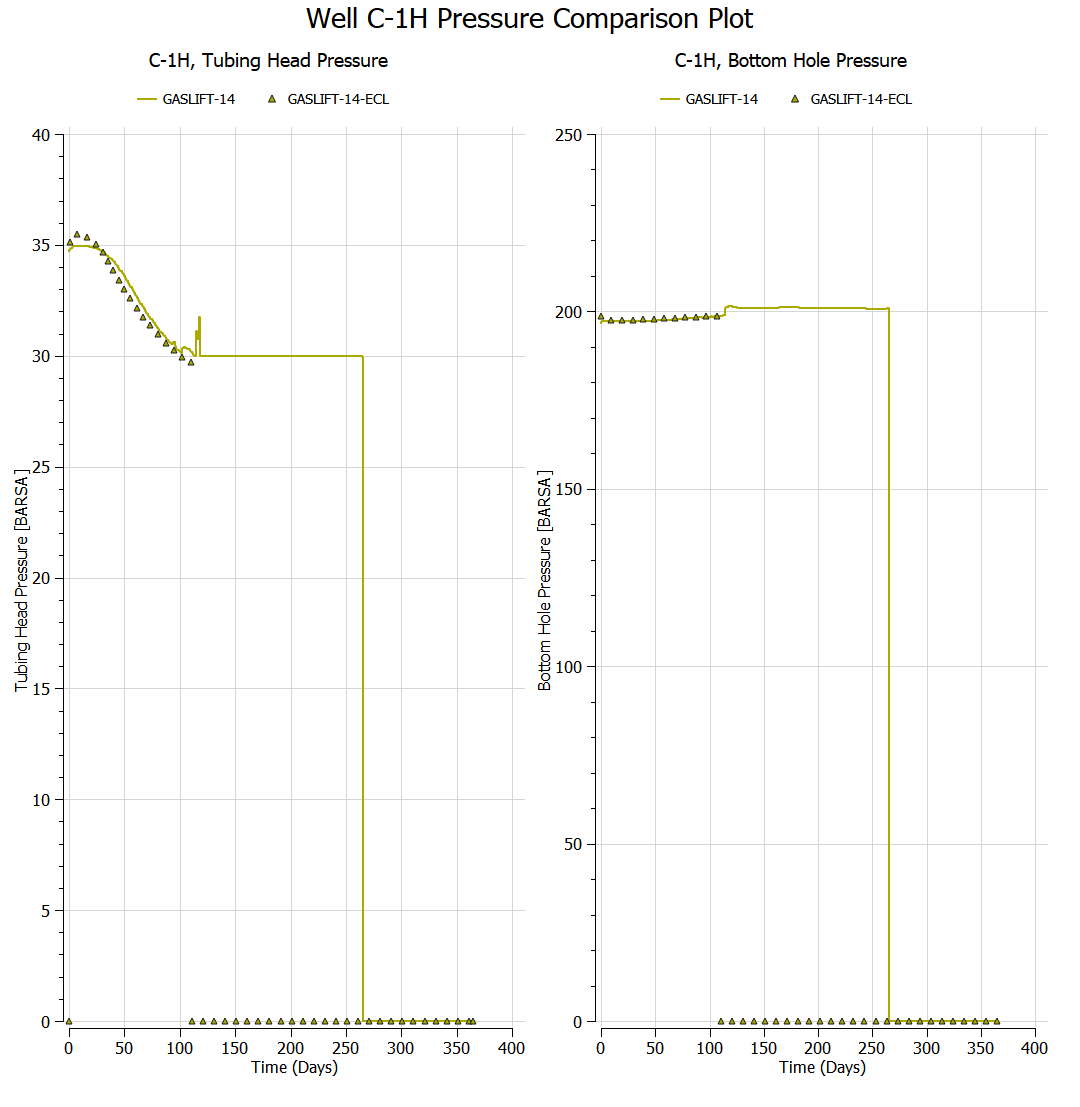 Well C-1H Pressure Comparison Plot
C-1H, Tubing Head Pressure
GASLIFT-14 GASLIFT-14-ECL
40
35
30
25
20
15
10
5
0
Tubing Head Pressure [BARSA]
0 50 100 150 200 250 300 350 400
Time (Days)
C-1H, Bottom Hole Pressure
GASLIFT-14 GASLIFT-14-ECL
250
200
150
100
50
0
Bottom Hole Pressure [BARSA]
0 50 100 150 200 250 300 350 400
Time (Days)